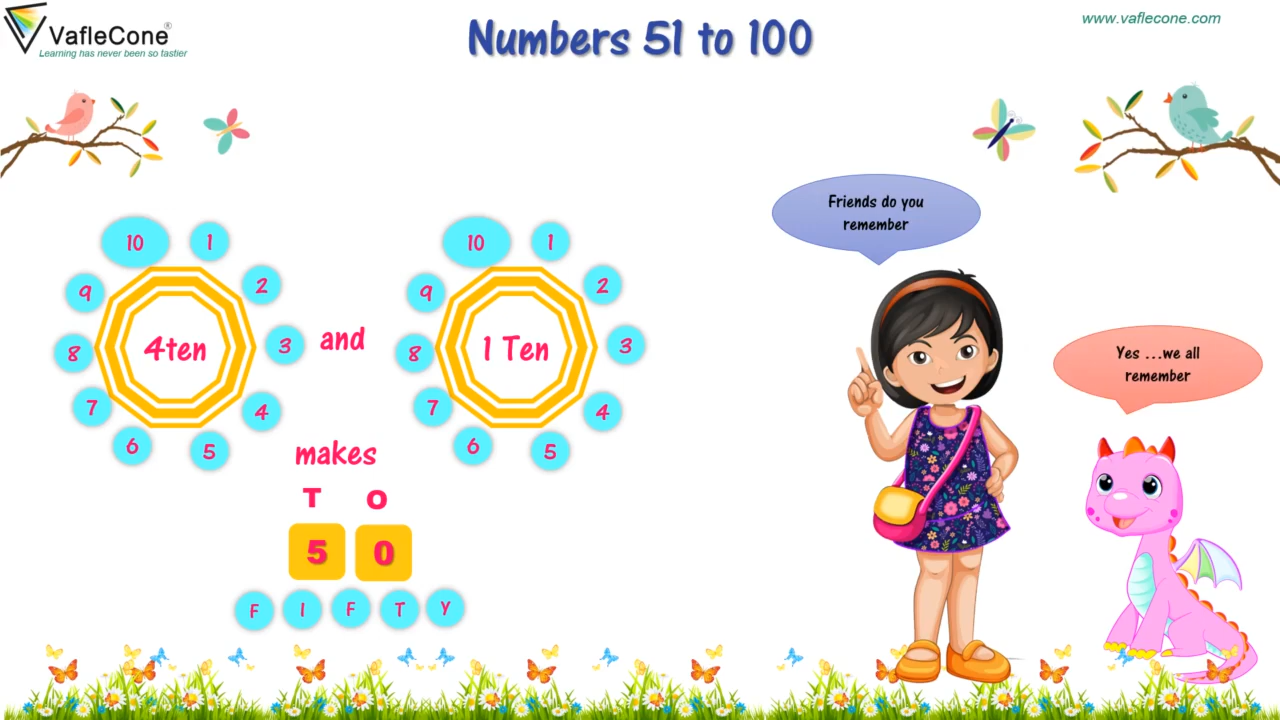 VafleCone®
Learning has never been so tastier
Numbers 51 to 100
www.vaflecone.com
Friends do you
remember
Yes ...we all
remember
10 1
9 2
8 3
7 4
6 5
4ten
and
10 1
9 2
8 3
7 4
6 5
1 Ten
makes
T O
5 0
F I F T Y